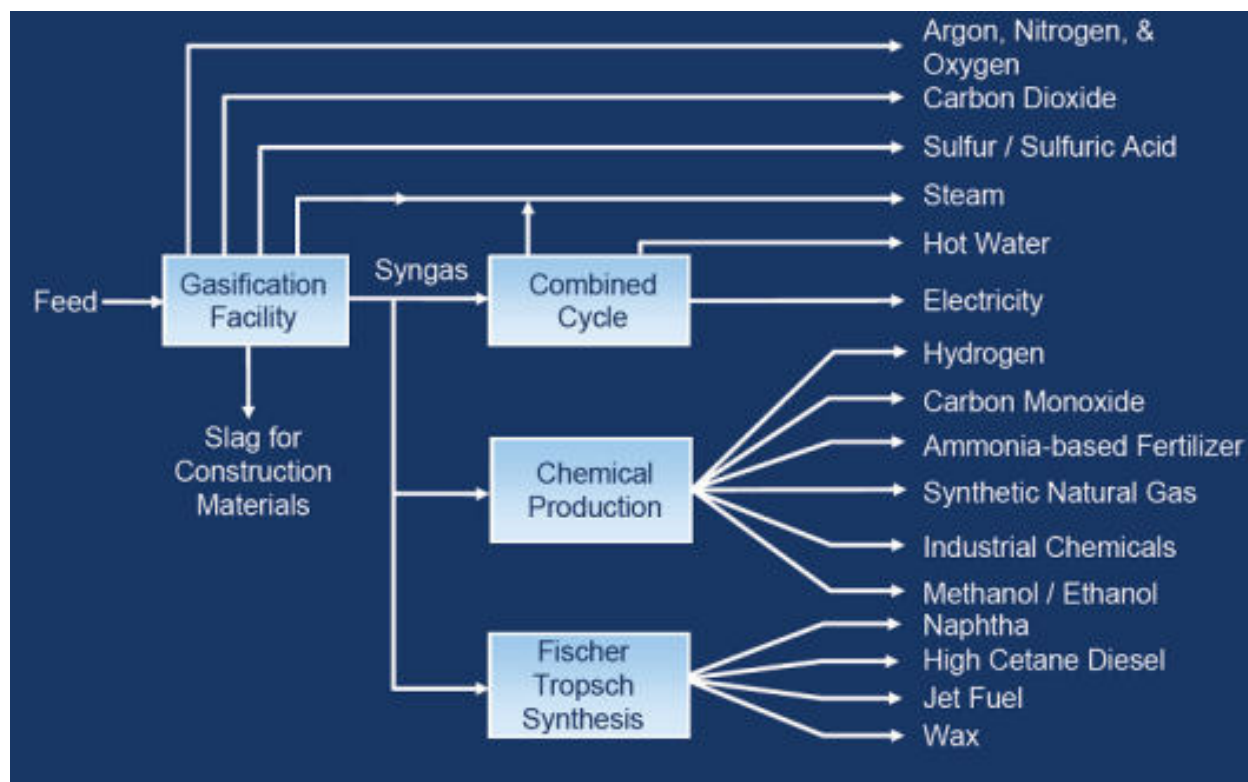 Argon, Nitrogen, &
Oxygen
Carbon Dioxide
Sulfur / Sulfuric Acid
Steam
Hot Water
Feed
Gasification
Facility
Syngas
Combined
Cycle
Electricity
Slag for
Construction
Materials
Chemical
Production
Hydrogen
Carbon Monoxide
Ammonia-based Fertilizer
Synthetic Natural Gas
Industrial Chemicals
Methanol / Ethanol
Fischer
Tropsch
Synthesis
Naphtha
High Cetane Diesel
Jet Fuel
Wax